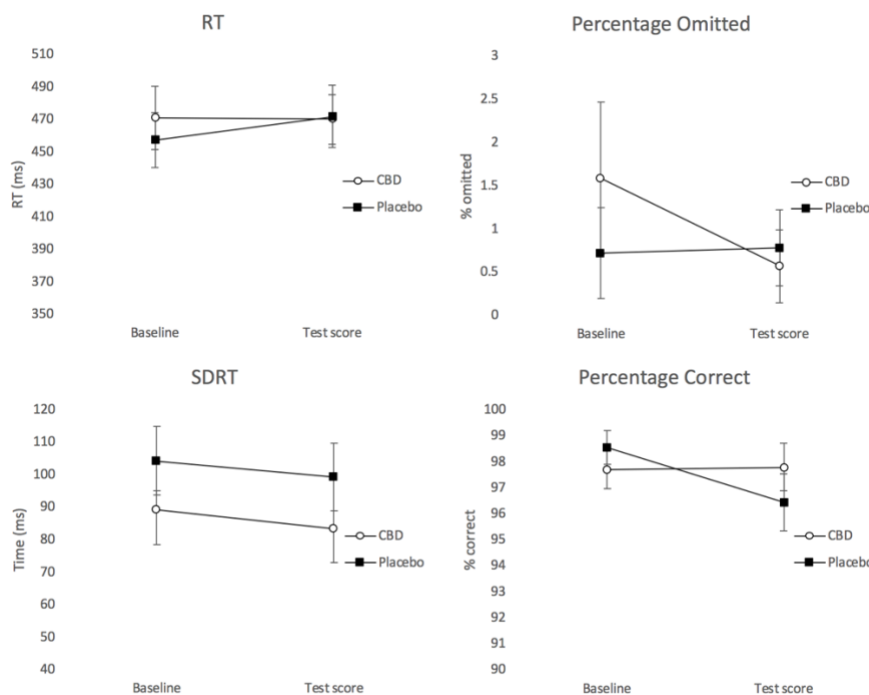 RT
510
490
470
450
430
410
390
370
350
RT (ms)
Baseline
Test score
CBD
Placebo
Percentage Omitted
3
2.5
2
1.5
1
0.5
0
% omitted
Baseline
Test score
CBD
Placebo
SDRT
120
110
100
90
80
70
60
50
40
Time (ms)
Baseline
Test score
CBD
Placebo
Percentage Correct
100
99
98
97
96
95
94
93
92
91
90
% correct
Baseline
Test score
CBD
Placebo